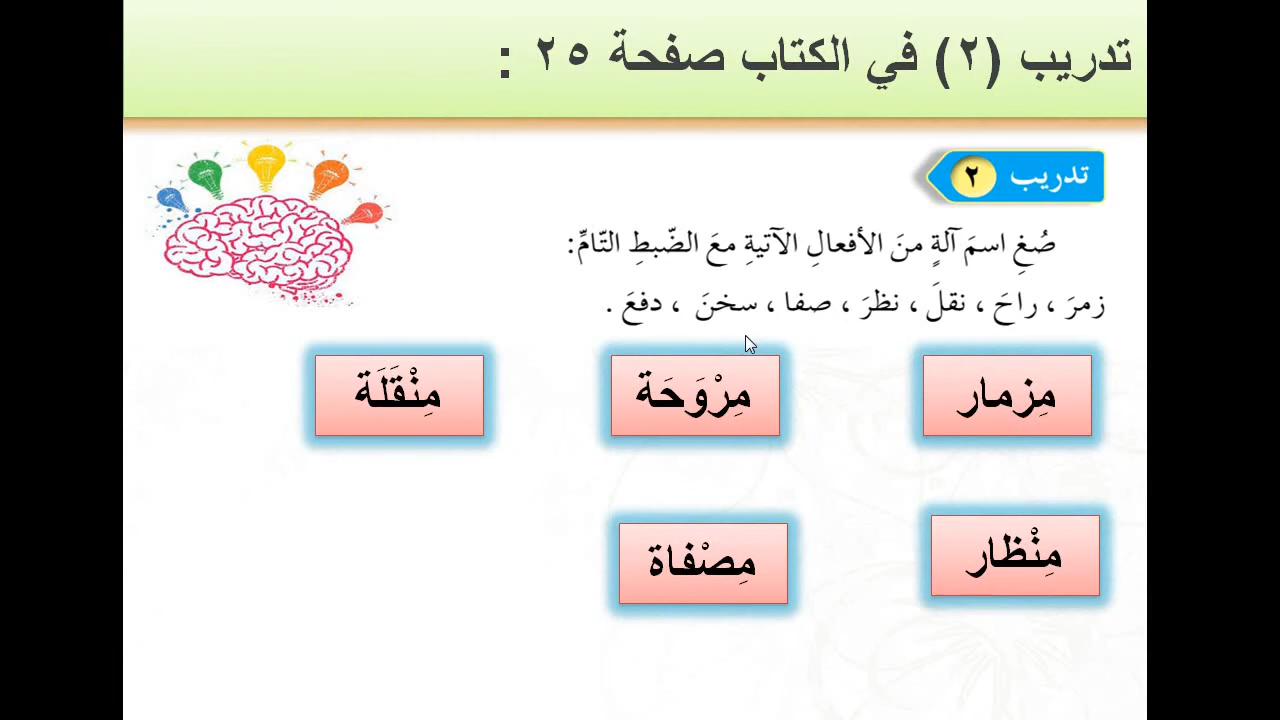 تدريب (٢) في الكتاب صفحة ٢٥ :
تدريب ٢
صُغِ اسمَ آلةٍ منَ الأفعالِ الآتيةِ معَ الضّبطِ التّامِّ:
زمرَ ، راحَ ، نقلَ ، نظرَ ، صفا ، سخنَ ، دفعَ .
مِزمار
مِرْوَحَة
مِنْقَلَة
مِنْظار
مِصْفاة